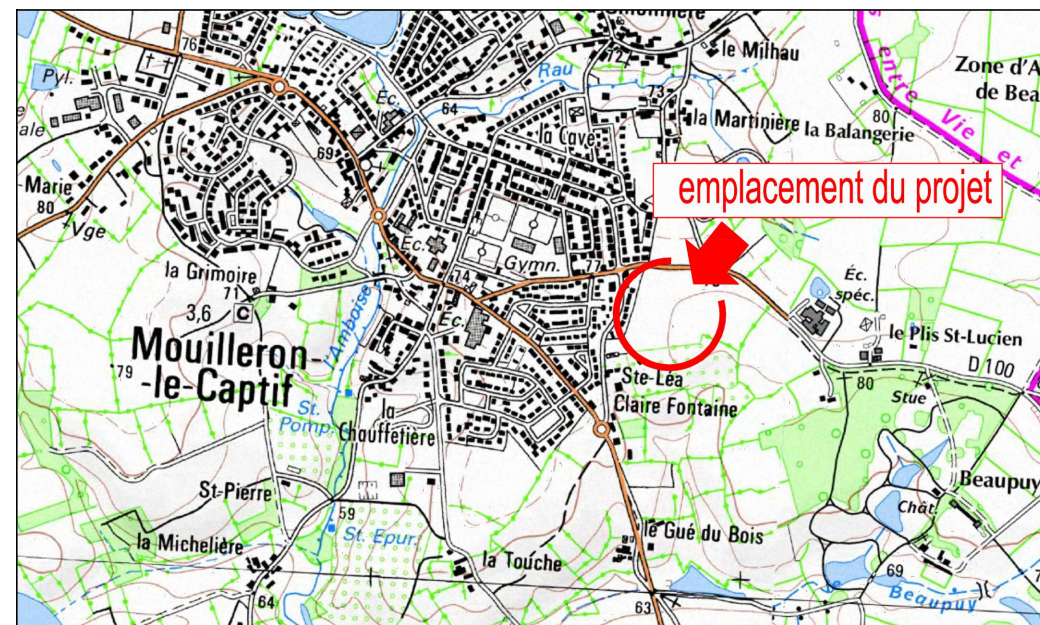 76
le Milhau
Pyl.
Rau
Zone d'A
de Bea
Éc.
64
73
80
ale
la Martinière
la Balangerie
la Cave
entre Vie et
69
emplacement du projet
Marie
80
Vge
Éc.
Gymn.
77
la Grimoire
71
74
Éc.
spéc.
3,6
C
Ec.
l'Amboise
le Plis St-Lucien
Mouilleron-
-le-Captif
79
D 100
Ste-Léa
80
Stue
St.
Pomp.
la
Chauffetière
Claire Fontaine
Beaupuy
St-Pierre
Chât.
59
St. Epur.
le Gué du Bois
la Michelière
la Touche
69
64
63
Beaupuy